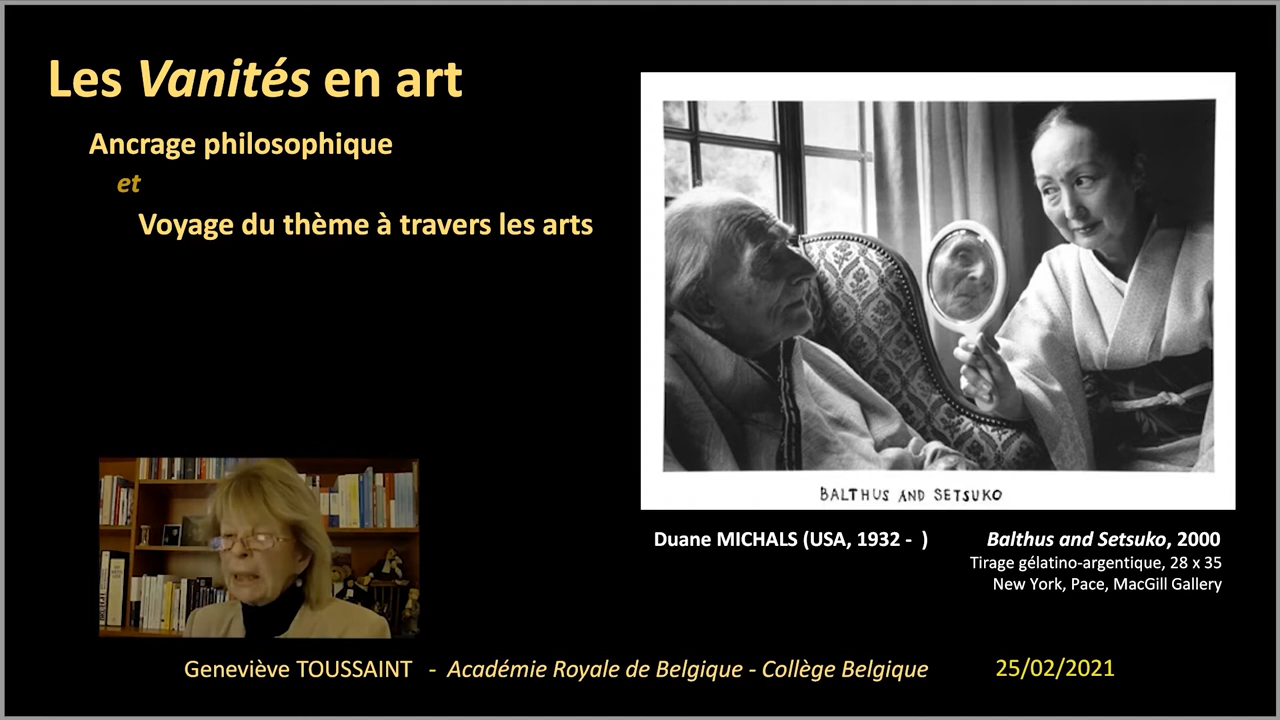 Les Vanités en art
Ancrage philosophique
et
Voyage du thème à travers les arts
BALTHUS AND SETSUKO
Duane MICHALS (USA, 1932 - )
Balthus and Setsuko, 2000
Tirage gélatino-argentique, 28 x 35
New York, Pace, MacGill Gallery
Geneviève TOUSSAINT - Académie Royale de Belgique - Collège Belgique
25/02/2021